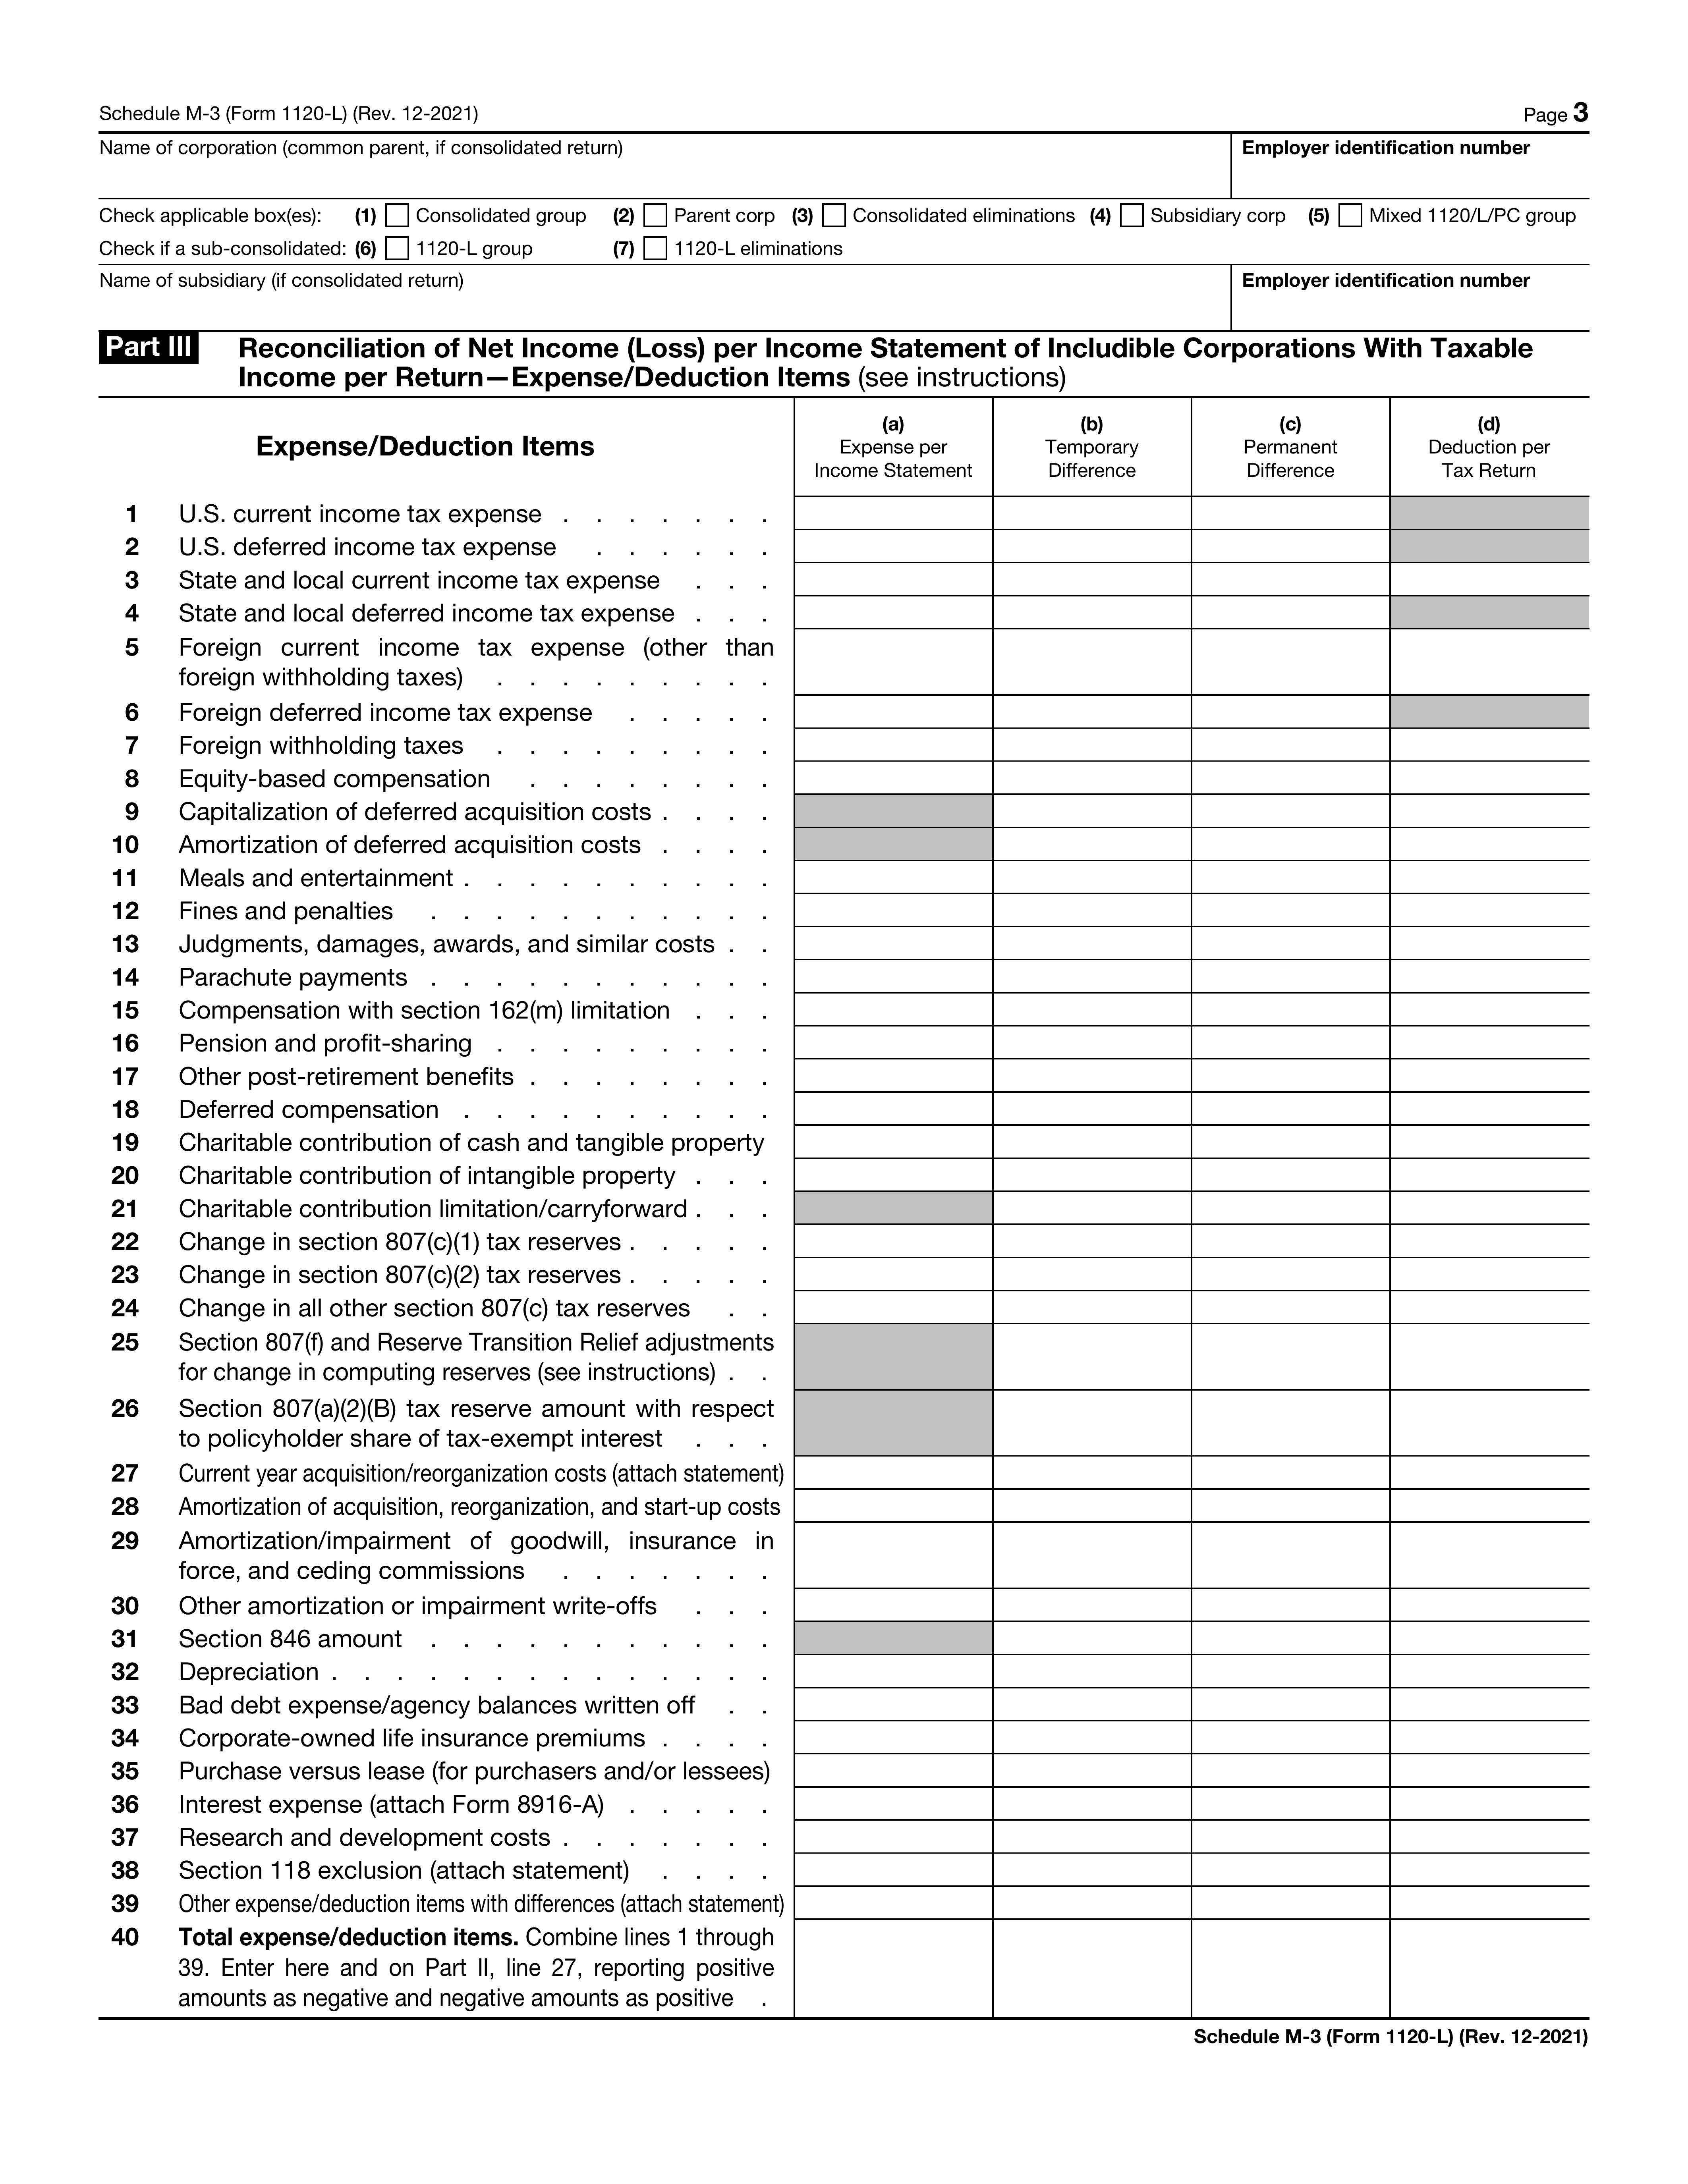 Schedule M-3 (Form 1120-L) (Rev. 12-2021) Page 3
Name of corporation (common parent, if consolidated return) Employer identification number
Check applicable box(es): (1) Consolidated group (2) Parent corp (3) Consolidated eliminations (4) Subsidiary corp (5) Mixed 1120/L/PC group
Check if a sub-consolidated: (6) 1120-L group (7) 1120-L eliminations
Name of subsidiary (if consolidated return) Employer identification number
Part III Reconciliation of Net Income (Loss) per Income Statement of Includible Corporations With Taxable
Income per Return—Expense/Deduction Items (see instructions)
Expense/Deduction Items
(a)
Expense per
Income Statement
(b)
Temporary
Difference
(c)
Permanent
Difference
(d)
Deduction per
Tax Return
1 U.S. current income tax expense . . . . . . .
2 U.S. deferred income tax expense . . . . . .
3 State and local current income tax expense . . .
4 State and local deferred income tax expense . . .
5 Foreign current income tax expense (other than
foreign withholding taxes) . . . . . . . . .
6 Foreign deferred income tax expense . . . . .
7 Foreign withholding taxes . . . . . . . . .
8 Equity-based compensation . . . . . . . .
9 Capitalization of deferred acquisition costs . . . .
10 Amortization of deferred acquisition costs . . . .
11 Meals and entertainment . . . . . . . . . .
12 Fines and penalties . . . . . . . . . . .
13 Judgments, damages, awards, and similar costs . .
14 Parachute payments . . . . . . . . . . .
15 Compensation with section 162(m) limitation . . .
16 Pension and profit-sharing . . . . . . . . .
17 Other post-retirement benefits . . . . . . . .
18 Deferred compensation . . . . . . . . . .
19 Charitable contribution of cash and tangible property
20 Charitable contribution of intangible property . . .
21 Charitable contribution limitation/carryforward . . .
22 Change in section 807(c)(1) tax reserves . . . . .
23 Change in section 807(c)(2) tax reserves . . . . .
24 Change in all other section 807(c) tax reserves . .
25 Section 807(f) and Reserve Transition Relief adjustments
for change in computing reserves (see instructions) . .
26 Section 807(a)(2)(B) tax reserve amount with respect
to policyholder share of tax-exempt interest . . .
27 Current year acquisition/reorganization costs (attach statement)
28 Amortization of acquisition, reorganization, and start-up costs
29 Amortization/impairment of goodwill, insurance in
force, and ceding commissions . . . . . . .
30 Other amortization or impairment write-offs . . .
31 Section 846 amount . . . . . . . . . . .
32 Depreciation . . . . . . . . . . . . . .
33 Bad debt expense/agency balances written off . .
34 Corporate-owned life insurance premiums . . . .
35 Purchase versus lease (for purchasers and/or lessees)
36 Interest expense (attach Form 8916-A) . . . . .
37 Research and development costs . . . . . . .
38 Section 118 exclusion (attach statement) . . . .
39 Other expense/deduction items with differences (attach statement)
40 Total expense/deduction items. Combine lines 1 through
39. Enter here and on Part II, line 27, reporting positive
amounts as negative and negative amounts as positive .
Schedule M-3 (Form 1120-L) (Rev. 12-2021)